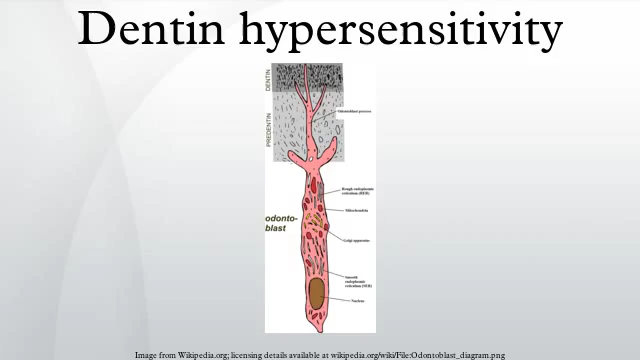 Dentin hypersensitivity
DENTIN
Odontoblast process
PREDENTIN
Rough endoplasmic
reticulum (RER)
Mitochondria
odonto-
blast
Golgi apparatus
Smooth
endoplasmic
reticulum (SER)
Nucleus
Image from Wikipedia.org; licensing details available at wikipedia.org/wiki/File:Odontoblast_diagram.png